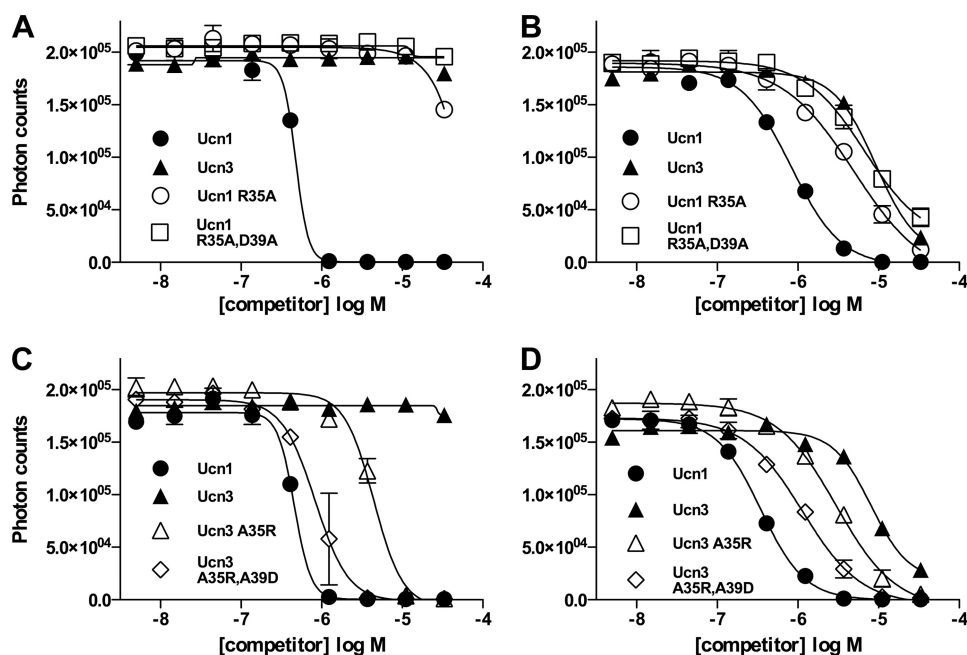 A
Photon counts
2.0×10⁰⁵
1.5×10⁰⁵
1.0×10⁰⁵
5.0×10⁰⁴
0.0
Ucn1
Ucn3
Ucn1 R35A
Ucn1
R35A,D39A
-8 -7 -6 -5 -4
[competitor] log M
B
Photon counts
2.0×10⁰⁵
1.5×10⁰⁵
1.0×10⁰⁵
5.0×10⁰⁴
0.0
Ucn1
Ucn3
Ucn1 R35A
Ucn1
R35A,D39A
-8 -7 -6 -5 -4
[competitor] log M
C
Photon counts
2.0×10⁰⁵
1.5×10⁰⁵
1.0×10⁰⁵
5.0×10⁰⁴
0.0
Ucn1
Ucn3
Ucn3 A35R
Ucn3
A35R,A39D
-8 -7 -6 -5 -4
[competitor] log M
D
Photon counts
2.0×10⁰⁵
1.5×10⁰⁵
1.0×10⁰⁵
5.0×10⁰⁴
0.0
Ucn1
Ucn3
Ucn3 A35R
Ucn3
A35R,A39D
-8 -7 -6 -5 -4
[competitor] log M